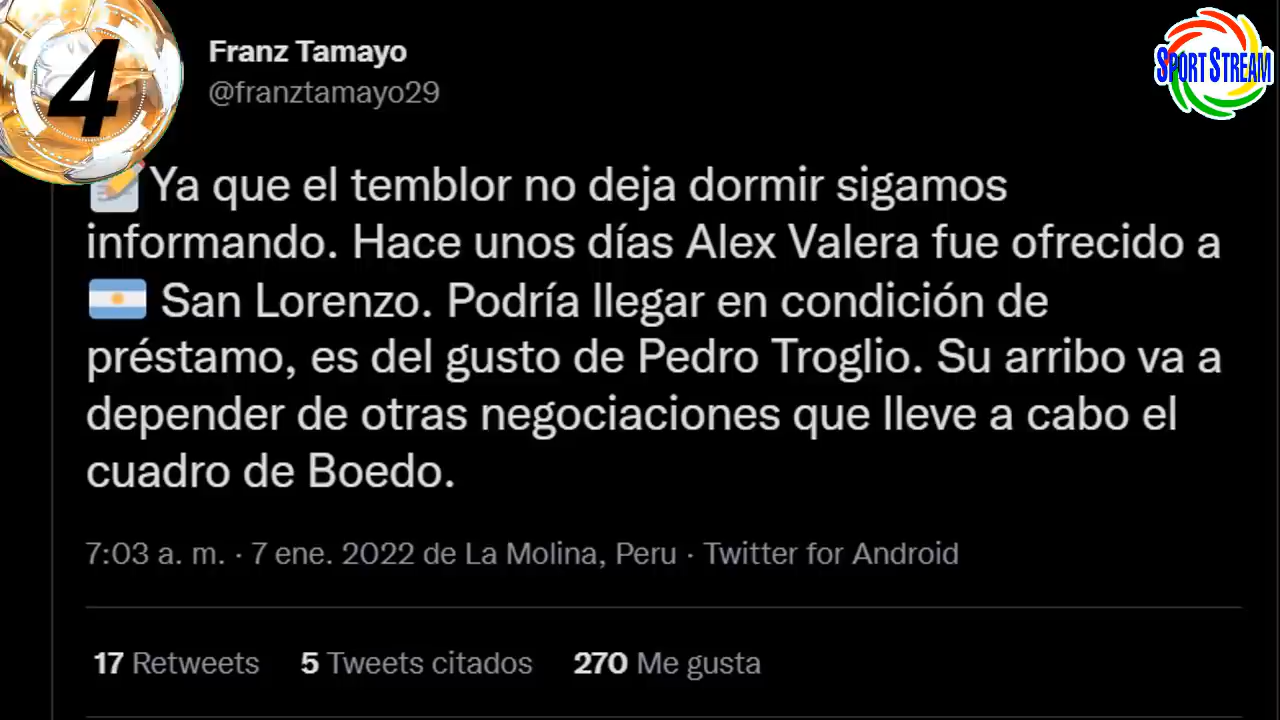 4
SPORT STREAM
Franz Tamayo
@franztamayo29
Ya que el temblor no deja dormir sigamos
informando. Hace unos días Alex Valera fue ofrecido a
San Lorenzo. Podría llegar en condición de
préstamo, es del gusto de Pedro Troglio. Su arribo va a
depender de otras negociaciones que lleve a cabo el
cuadro de Boedo.
7:03 a. m. · 7 ene. 2022 de La Molina, Peru · Twitter for Android
17 Retweets 5 Tweets citados 270 Me gusta